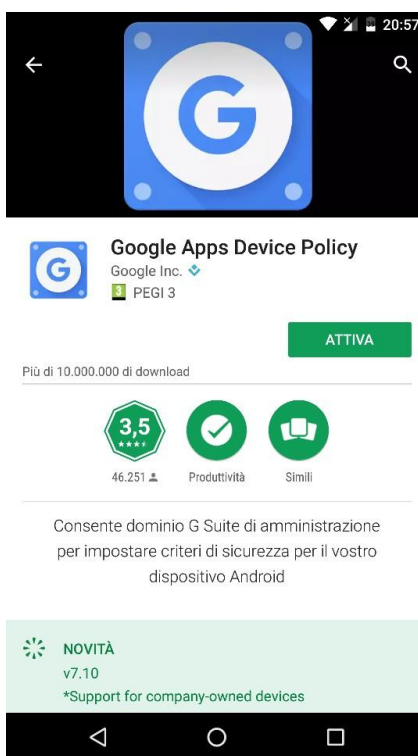 20:57
G
G
Google Apps Device Policy
Google Inc.
3 PEGI 3
ATTIVA
Più di 10.000.000 di download
3,5
46.251
Produttività
Simili
Consente dominio G Suite di amministrazione
per impostare criteri di sicurezza per il vostro
dispositivo Android
NOVITÀ
v7.10
*Support for company-owned devices